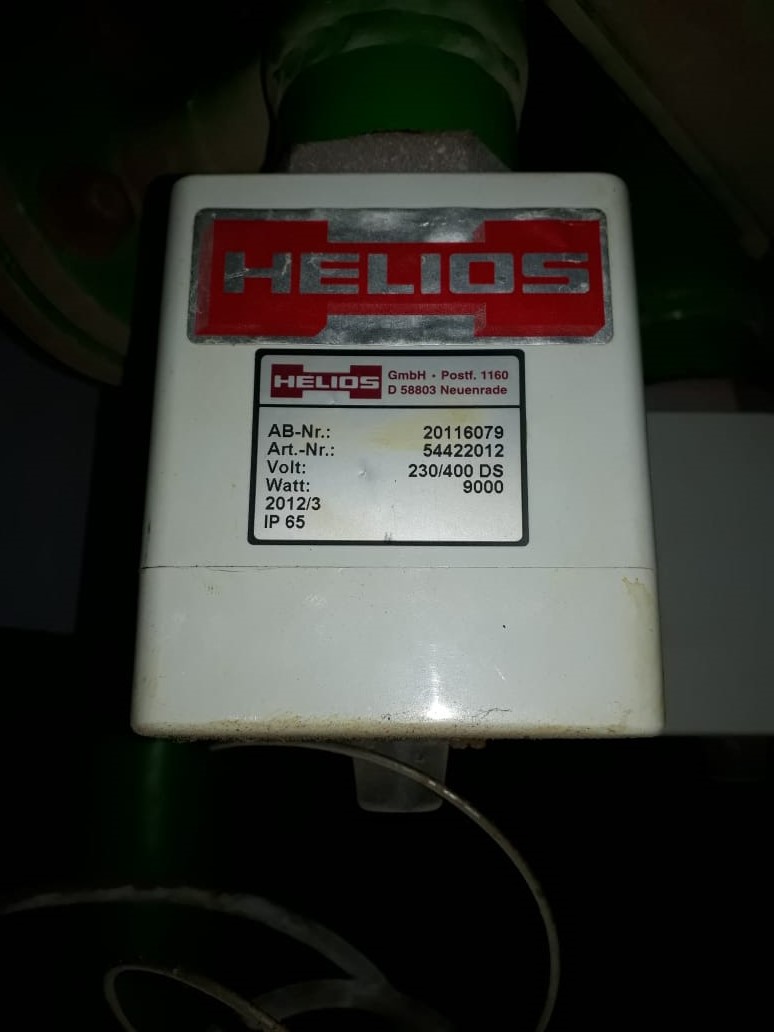 HELIOS
HELIOS GmbH · Postf. 1160
D 58803 Neuenrade
AB-Nr.: 20116079
Art.-Nr.: 54422012
Volt: 230/400 DS
Watt: 9000
2012/3
IP 65